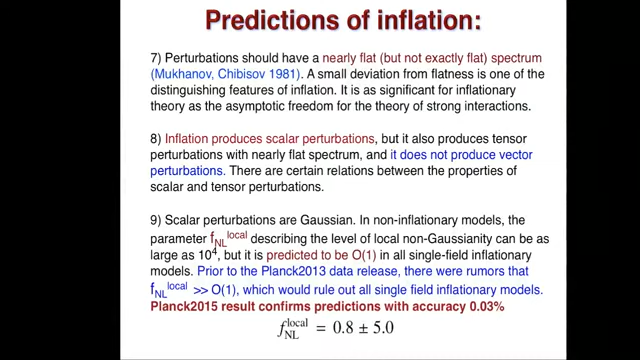 Predictions of inflation:
7) Perturbations should have a nearly flat (but not exactly flat) spectrum
(Mukhanov, Chibisov 1981). A small deviation from flatness is one of the
distinguishing features of inflation. It is as significant for inflationary
theory as the asymptotic freedom for the theory of strong interactions.
8) Inflation produces scalar perturbations, but it also produces tensor
perturbations with nearly flat spectrum, and it does not produce vector
perturbations. There are certain relations between the properties of
scalar and tensor perturbations.
9) Scalar perturbations are Gaussian. In non-inflationary models, the
parameter f_NL^local describing the level of local non-Gaussianity can be as
large as 10^4, but it is predicted to be O(1) in all single-field inflationary
models. Prior to the Planck2013 data release, there were rumors that
f_NL^local >> O(1), which would rule out all single field inflationary models.
Planck2015 result confirms predictions with accuracy 0.03%
f_NL^local = 0.8 ± 5.0